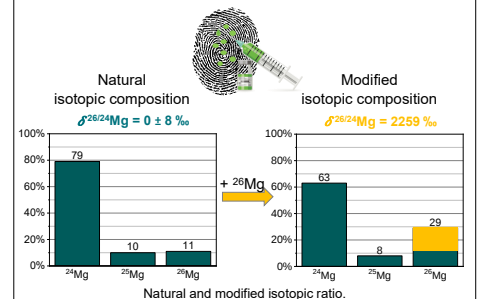 Natural
isotopic composition
𝜹26/24Mg = 0 ± 8 ‰
Modified
isotopic composition
𝜹26/24Mg = 2259 ‰
100%
80%
60%
40%
20%
0%
79
10
11
24Mg
25Mg
26Mg
+ 26Mg
100%
80%
60%
40%
20%
0%
63
8
29
24Mg
25Mg
26Mg
Natural and modified isotopic ratio.